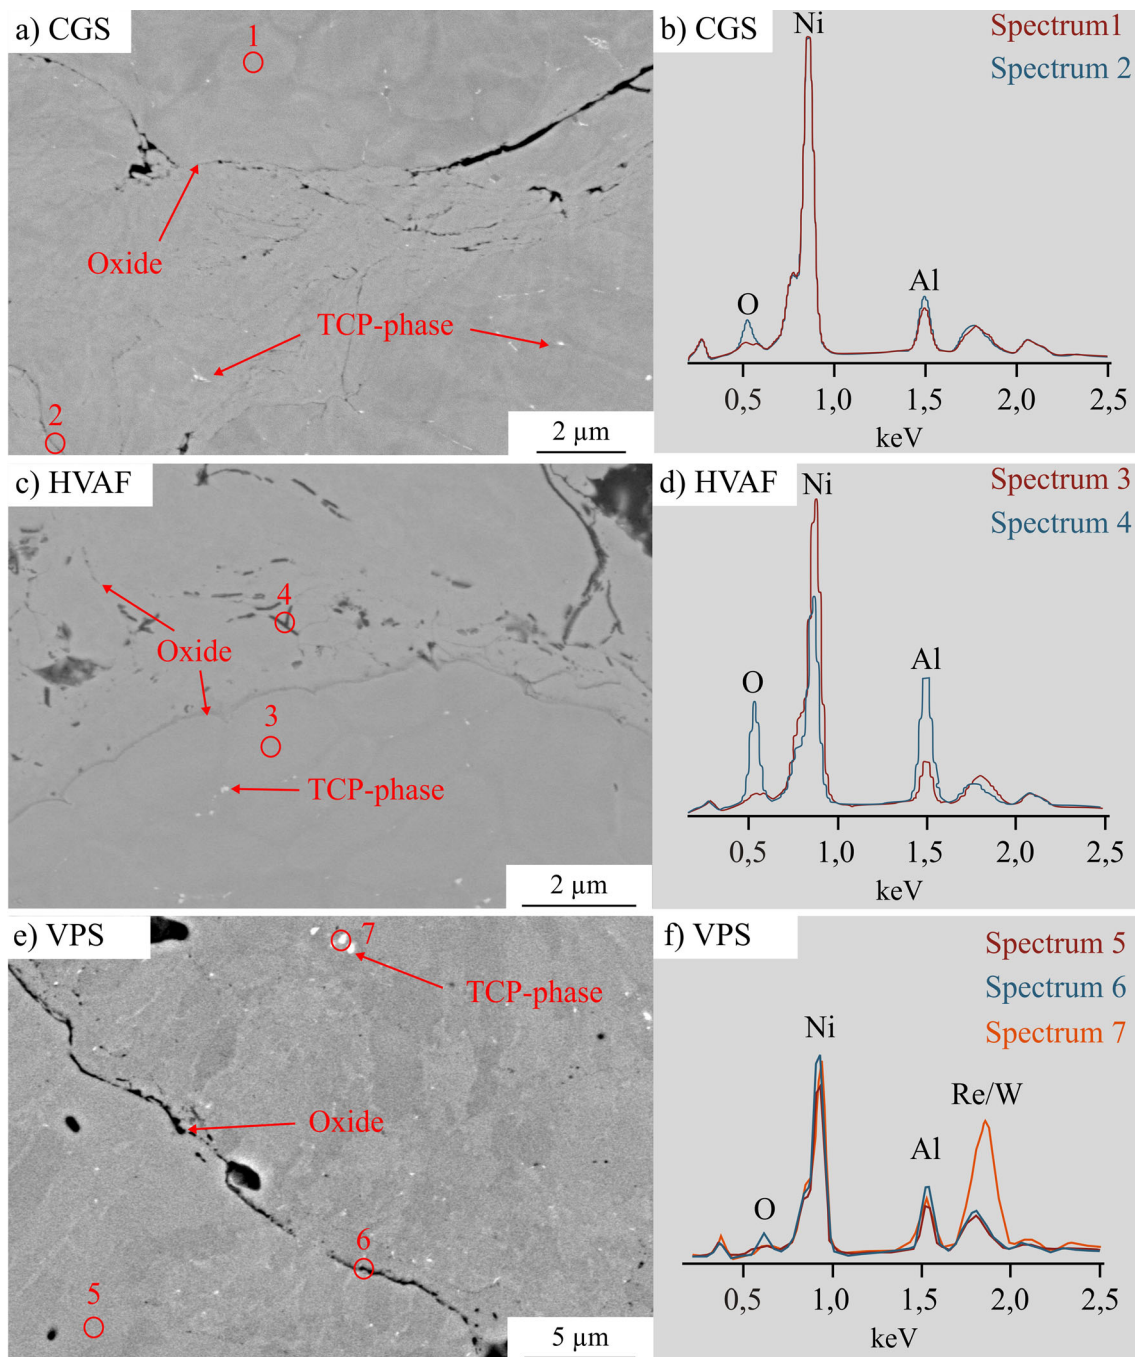 a) CGS
1
Oxide
TCP-phase
2
2 µm
b) CGS
Ni
Spectrum1
Spectrum 2
O
Al
0,5
1,0
1,5
2,0
2,5
keV
c) HVAF
4
Oxide
3
TCP-phase
2 µm
d) HVAF
Ni
Spectrum 3
Spectrum 4
O
Al
0,5
1,0
1,5
2,0
2,5
keV
e) VPS
7
TCP-phase
Oxide
6
5
5 µm
f) VPS
Spectrum 5
Spectrum 6
Spectrum 7
Ni
Re/W
Al
O
0,5
1,0
1,5
2,0
2,5
keV